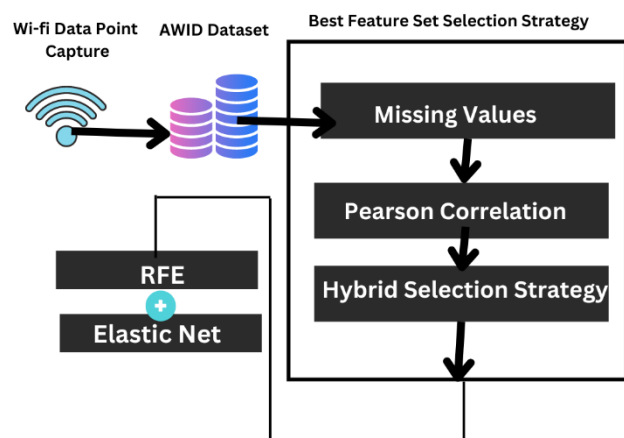 Wi-fi Data Point
Capture
AWID Dataset
Best Feature Set Selection Strategy
Missing Values
Pearson Correlation
Hybrid Selection Strategy
RFE
+
Elastic Net